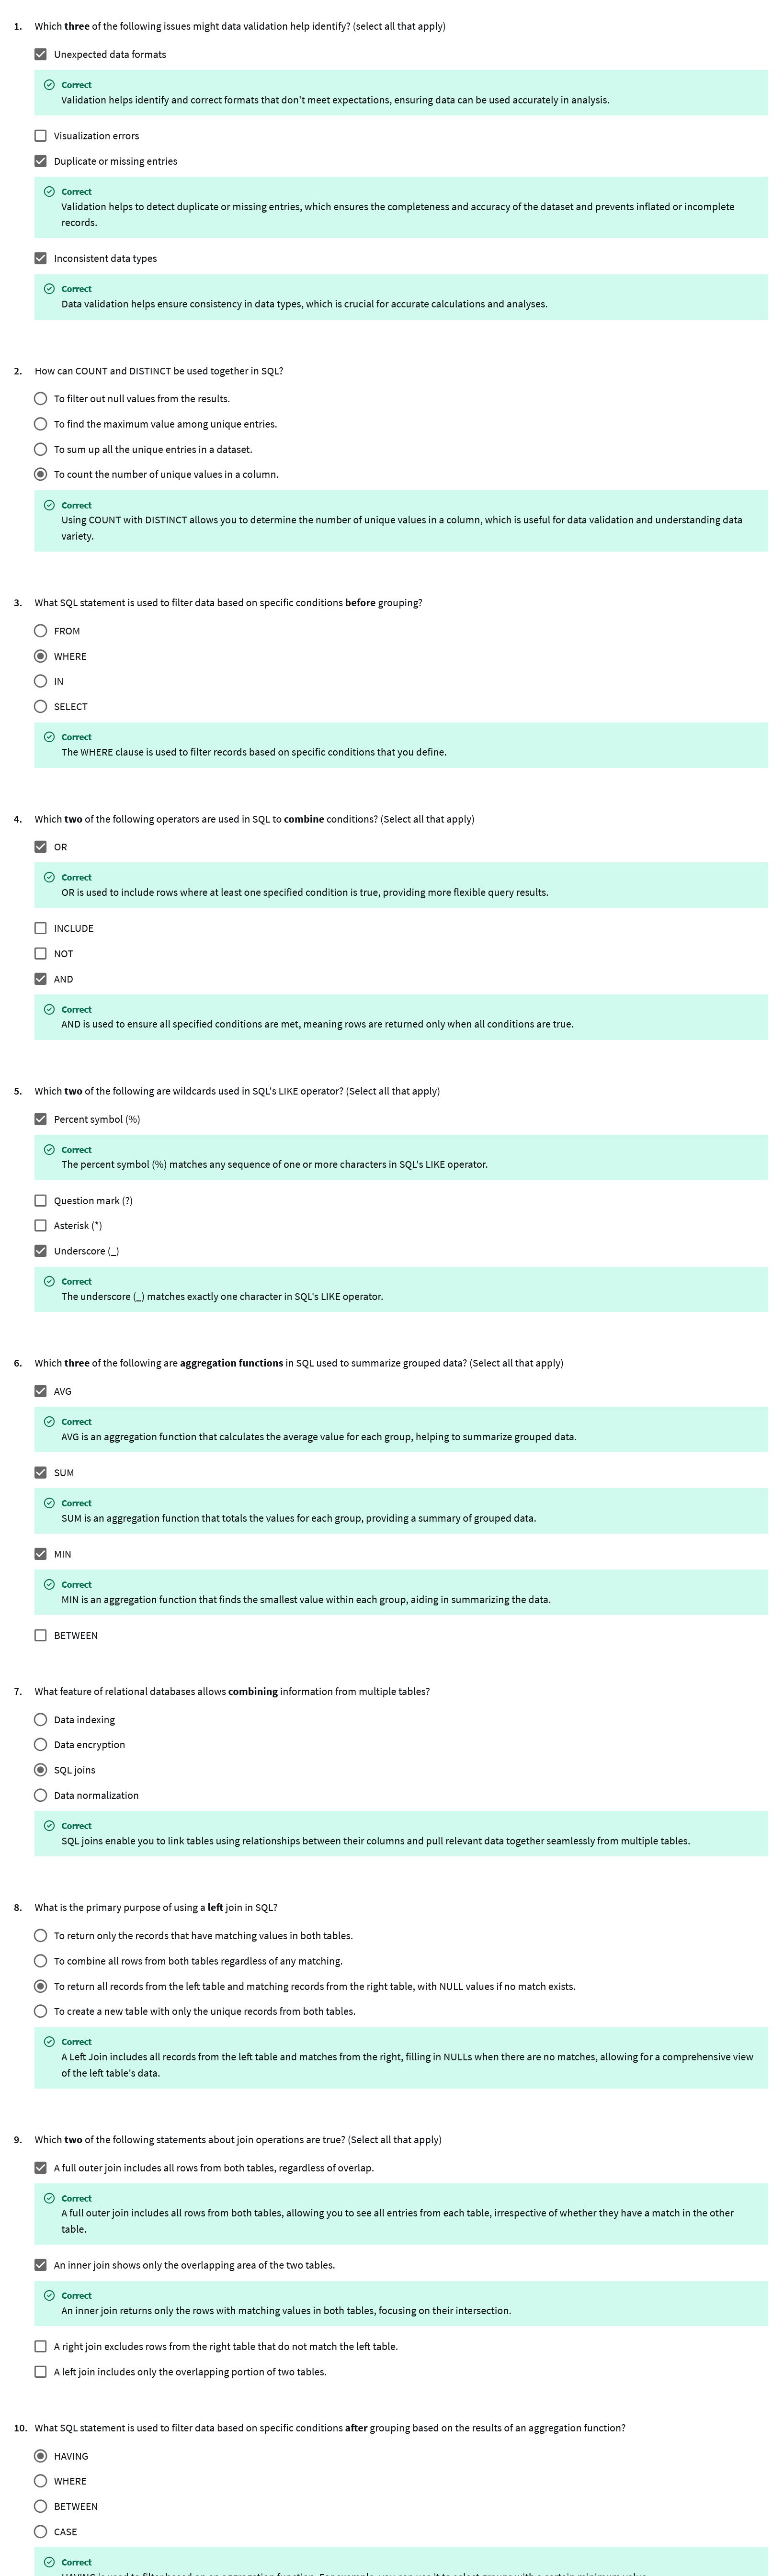 1. Which three of the following issues might data validation help identify? (select all that apply)
Unexpected data formats
Correct
Validation helps identify and correct formats that don't meet expectations, ensuring data can be used accurately in analysis.
Visualization errors
Duplicate or missing entries
Correct
Validation helps to detect duplicate or missing entries, which ensures the completeness and accuracy of the dataset and prevents inflated or incomplete
records.
Inconsistent data types
Correct
Data validation helps ensure consistency in data types, which is crucial for accurate calculations and analyses.
2. How can COUNT and DISTINCT be used together in SQL?
To filter out null values from the results.
To find the maximum value among unique entries.
To sum up all the unique entries in a dataset.
To count the number of unique values in a column.
Correct
Using COUNT with DISTINCT allows you to determine the number of unique values in a column, which is useful for data validation and understanding data
variety.
3. What SQL statement is used to filter data based on specific conditions before grouping?
FROM
WHERE
IN
SELECT
Correct
The WHERE clause is used to filter records based on specific conditions that you define.
4. Which two of the following operators are used in SQL to combine conditions? (Select all that apply)
OR
Correct
OR is used to include rows where at least one specified condition is true, providing more flexible query results.
INCLUDE
NOT
AND
Correct
AND is used to ensure all specified conditions are met, meaning rows are returned only when all conditions are true.
5. Which two of the following are wildcards used in SQL's LIKE operator? (Select all that apply)
Percent symbol (%)
Correct
The percent symbol (%) matches any sequence of one or more characters in SQL's LIKE operator.
Question mark (?)
Asterisk (*)
Underscore (_)
Correct
The underscore (_) matches exactly one character in SQL's LIKE operator.
6. Which three of the following are aggregation functions in SQL used to summarize grouped data? (Select all that apply)
AVG
Correct
AVG is an aggregation function that calculates the average value for each group, helping to summarize grouped data.
SUM
Correct
SUM is an aggregation function that totals the values for each group, providing a summary of grouped data.
MIN
Correct
MIN is an aggregation function that finds the smallest value within each group, aiding in summarizing the data.
BETWEEN
7. What feature of relational databases allows combining information from multiple tables?
Data indexing
Data encryption
SQL joins
Data normalization
Correct
SQL joins enable you to link tables using relationships between their columns and pull relevant data together seamlessly from multiple tables.
8. What is the primary purpose of using a left join in SQL?
To return only the records that have matching values in both tables.
To combine all rows from both tables regardless of any matching.
To return all records from the left table and matching records from the right table, with NULL values if no match exists.
To create a new table with only the unique records from both tables.
Correct
A Left Join includes all records from the left table and matches from the right, filling in NULLs when there are no matches, allowing for a comprehensive view
of the left table's data.
9. Which two of the following statements about join operations are true? (Select all that apply)
A full outer join includes all rows from both tables, regardless of overlap.
Correct
A full outer join includes all rows from both tables, allowing you to see all entries from each table, irrespective of whether they have a match in the other
table.
An inner join shows only the overlapping area of the two tables.
Correct
An inner join returns only the rows with matching values in both tables, focusing on their intersection.
A right join excludes rows from the right table that do not match the left table.
A left join includes only the overlapping portion of two tables.
10. What SQL statement is used to filter data based on specific conditions after grouping based on the results of an aggregation function?
HAVING
WHERE
BETWEEN
CASE
Correct